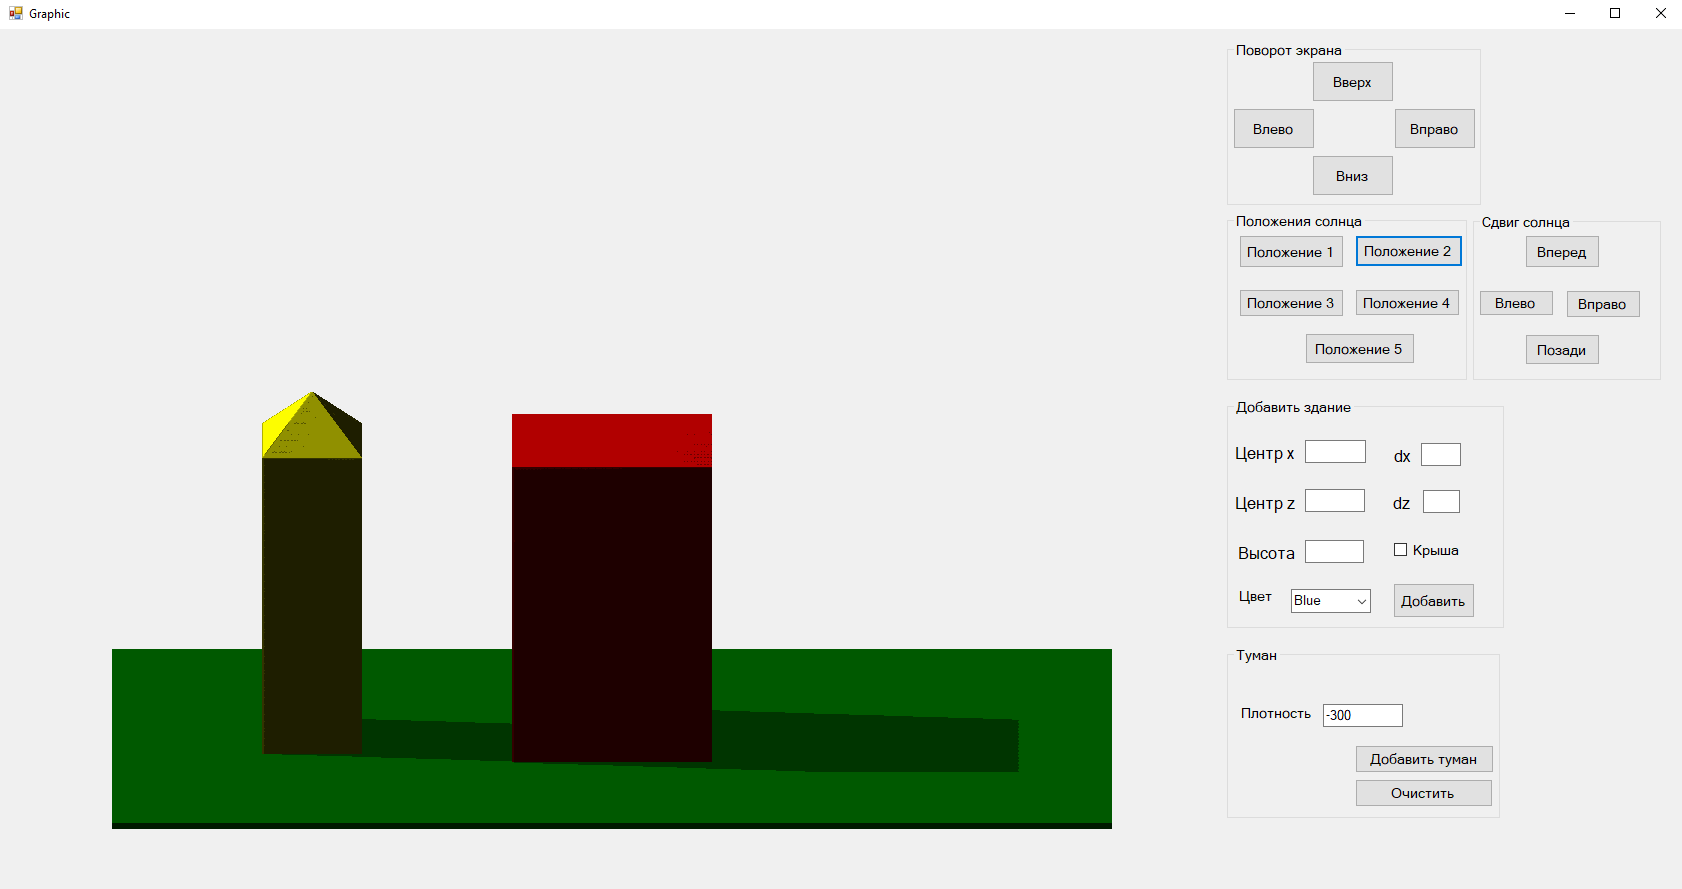 Graphic
Поворот экрана
Вверх
Влево
Вправо
Вниз
Положения солнца
Положение 1
Положение 2
Положение 3
Положение 4
Положение 5
Сдвиг солнца
Вперед
Влево
Вправо
Позади
Добавить здание
Центр x
dx
Центр z
dz
Высота
Крыша
Цвет
Blue
Добавить
Туман
Плотность
-300
Добавить туман
Очистить